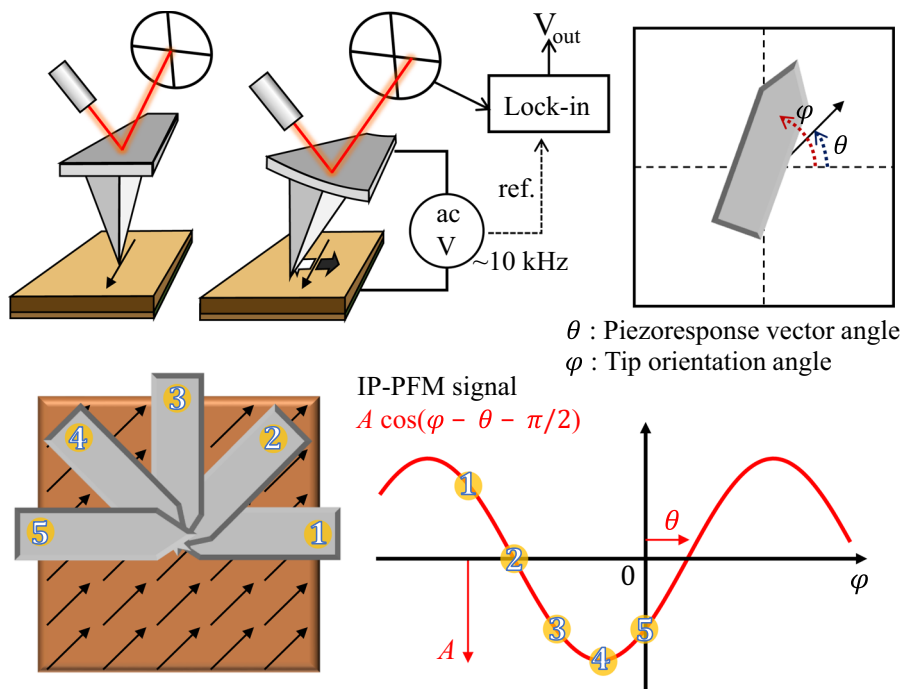 V_out
Lock-in
ref.
ac
V
~10 kHz
φ
θ
θ : Piezoresponse vector angle
φ : Tip orientation angle
3
4
2
5
1
IP-PFM signal
A cos(φ − θ − π/2)
1
θ
2
0
φ
3
5
A
4